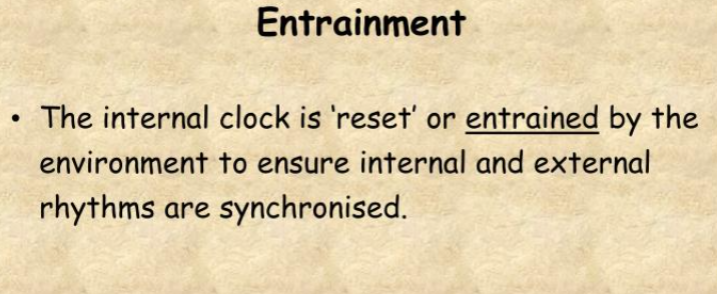 Entrainment
• The internal clock is ‘reset’ or entrained by the
environment to ensure internal and external
rhythms are synchronised.